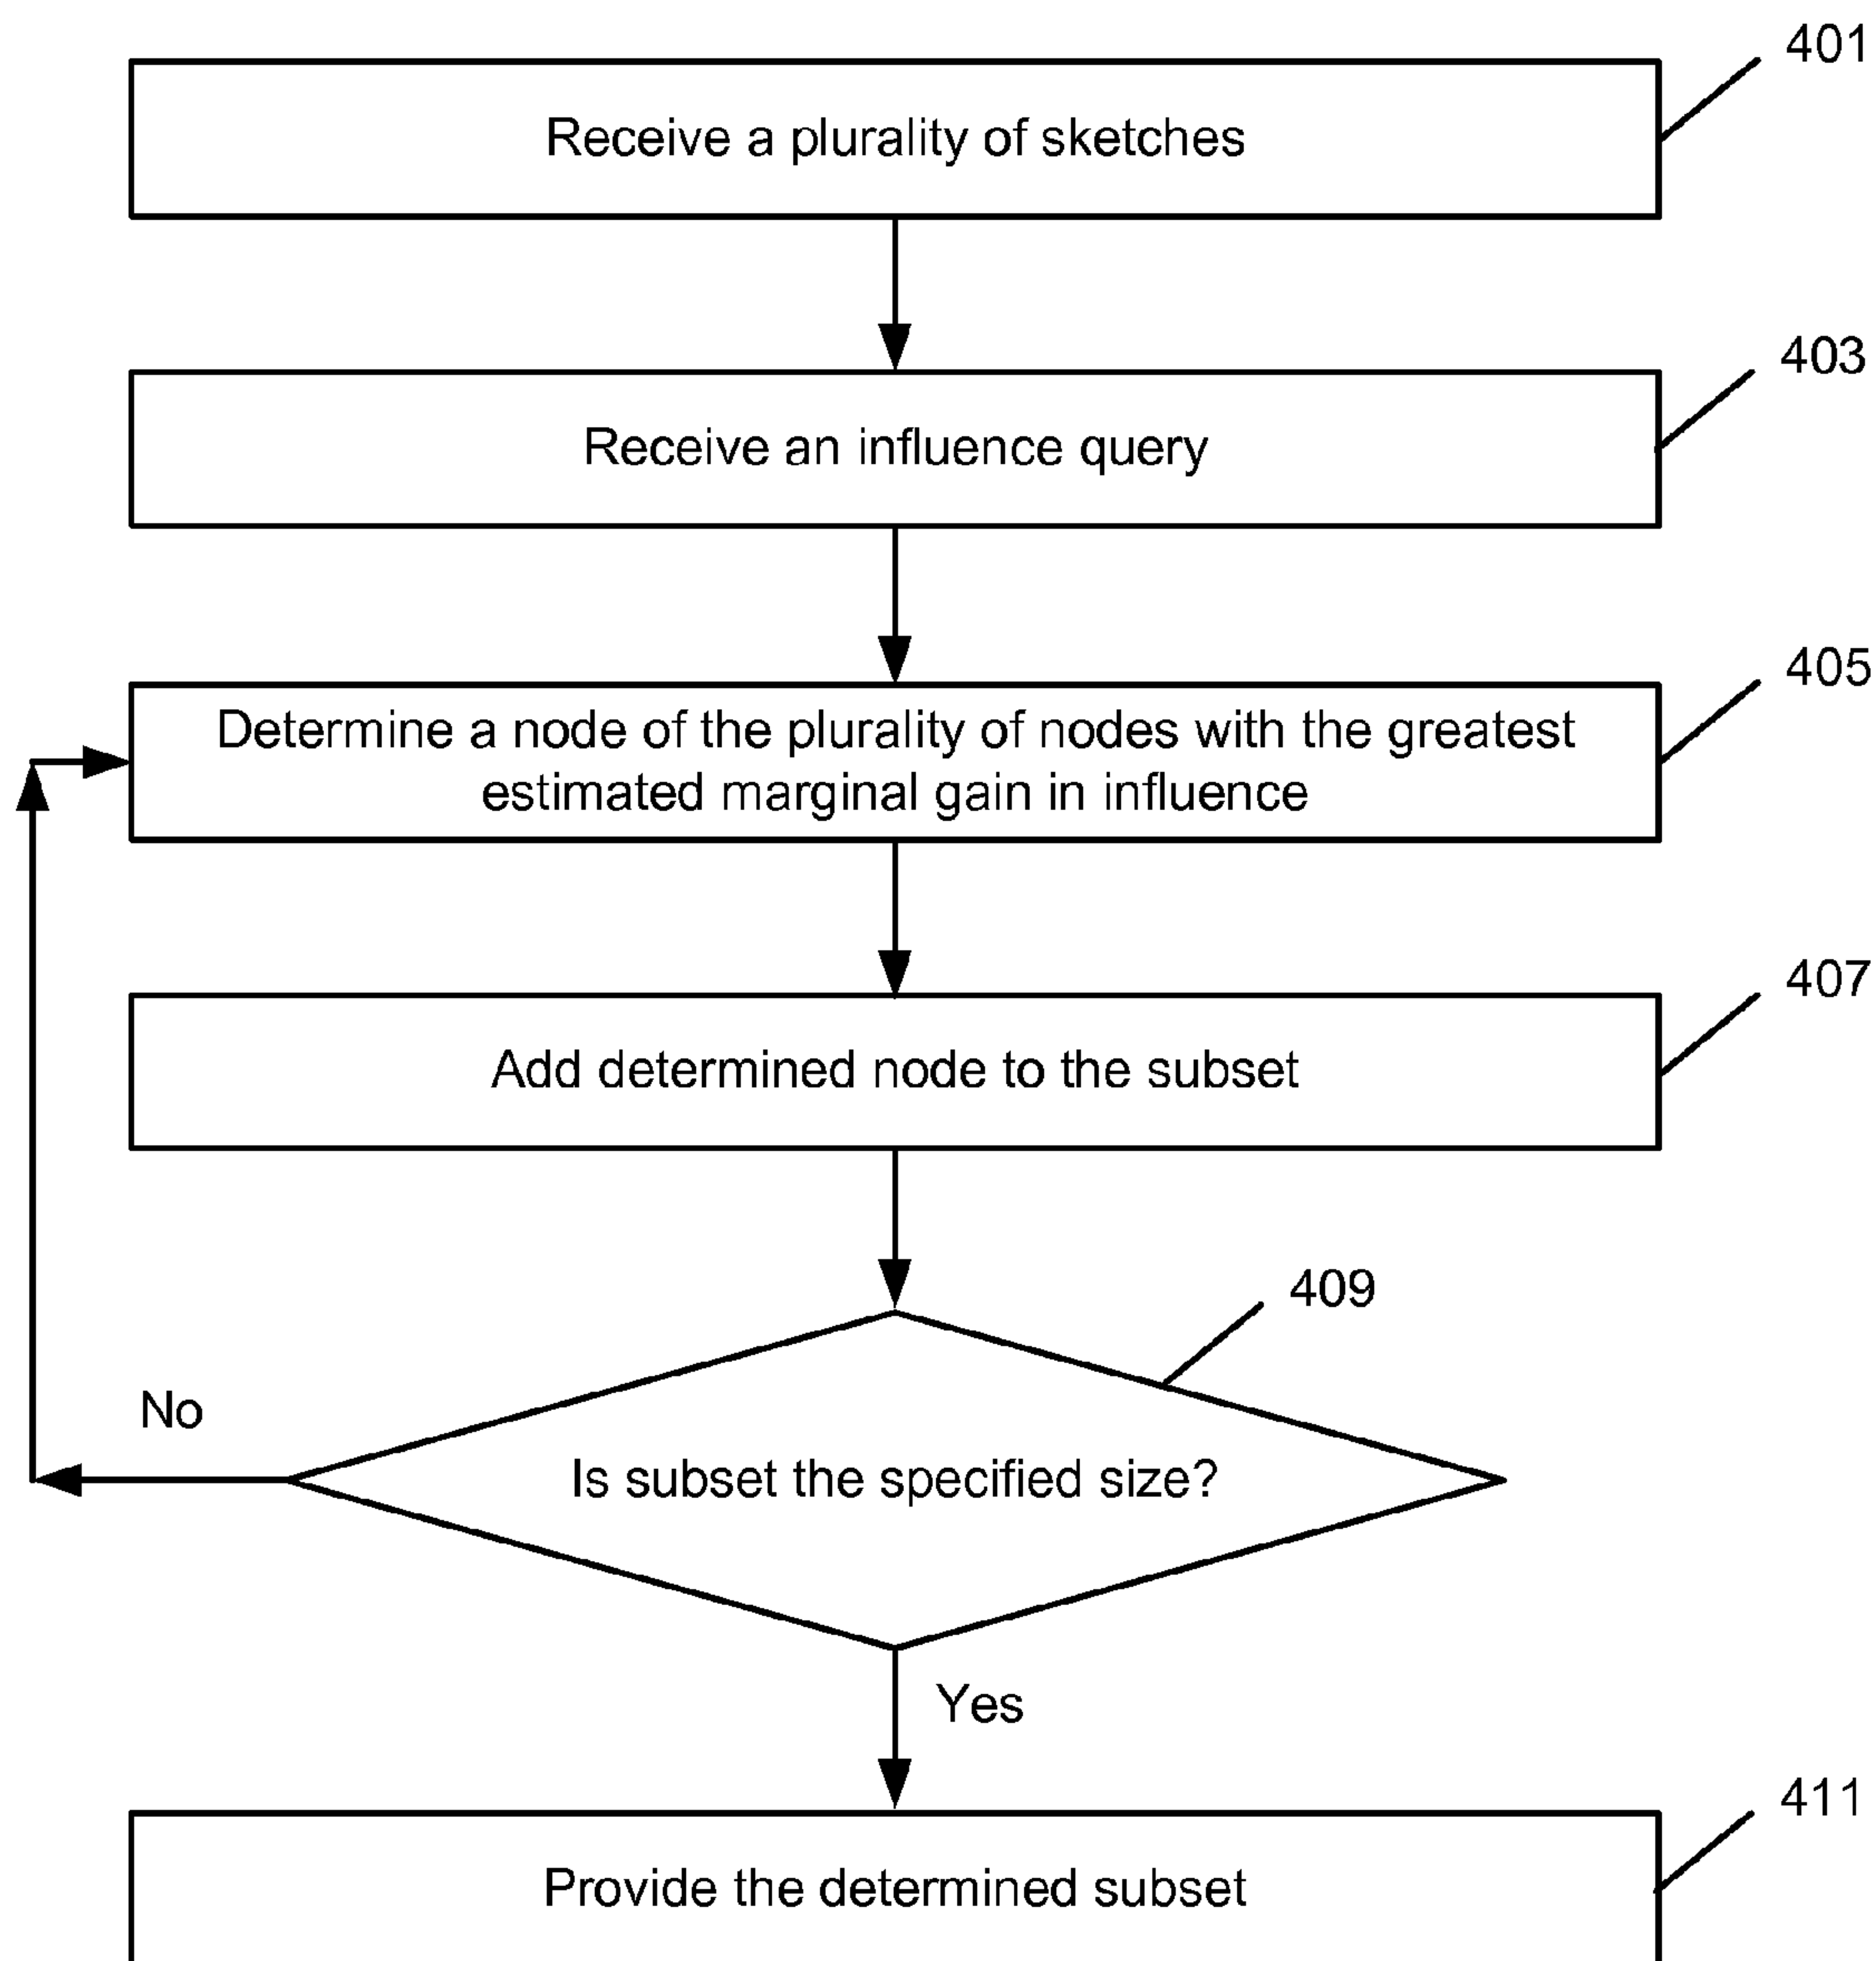 401
Receive a plurality of sketches
403
Receive an influence query
405
Determine a node of the plurality of nodes with the greatest
estimated marginal gain in influence
407
Add determined node to the subset
409
No
Is subset the specified size?
Yes
411
Provide the determined subset